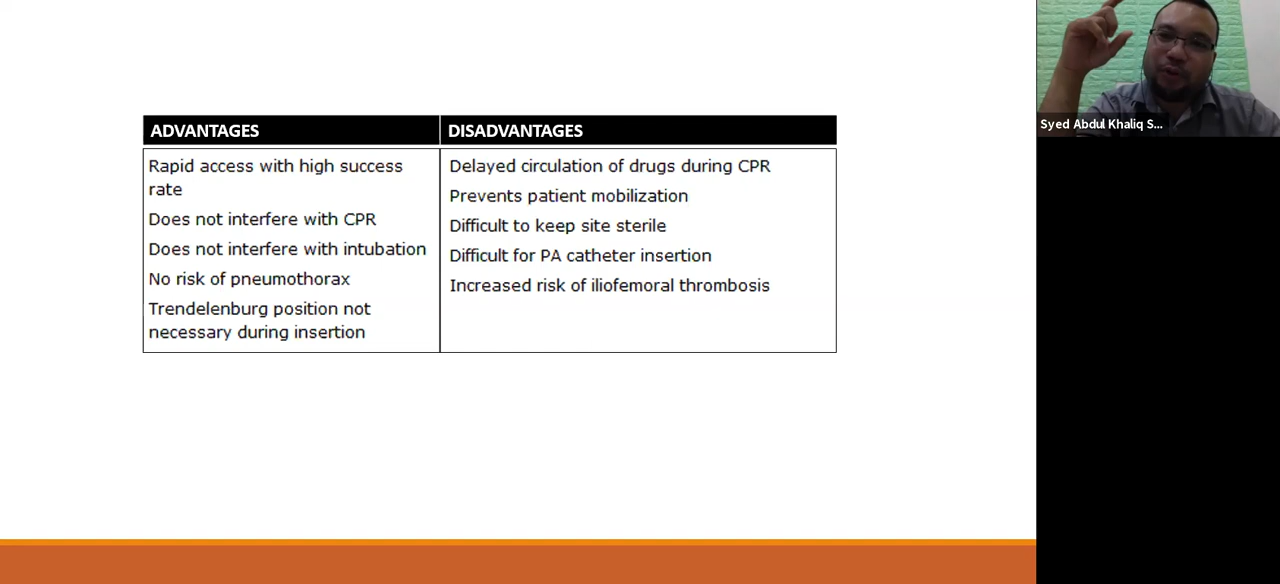 ADVANTAGES
DISADVANTAGES
Rapid access with high success
rate
Does not interfere with CPR
Does not interfere with intubation
No risk of pneumothorax
Trendelenburg position not
necessary during insertion
Delayed circulation of drugs during CPR
Prevents patient mobilization
Difficult to keep site sterile
Difficult for PA catheter insertion
Increased risk of iliofemoral thrombosis
Syed Abdul Khaliq S...